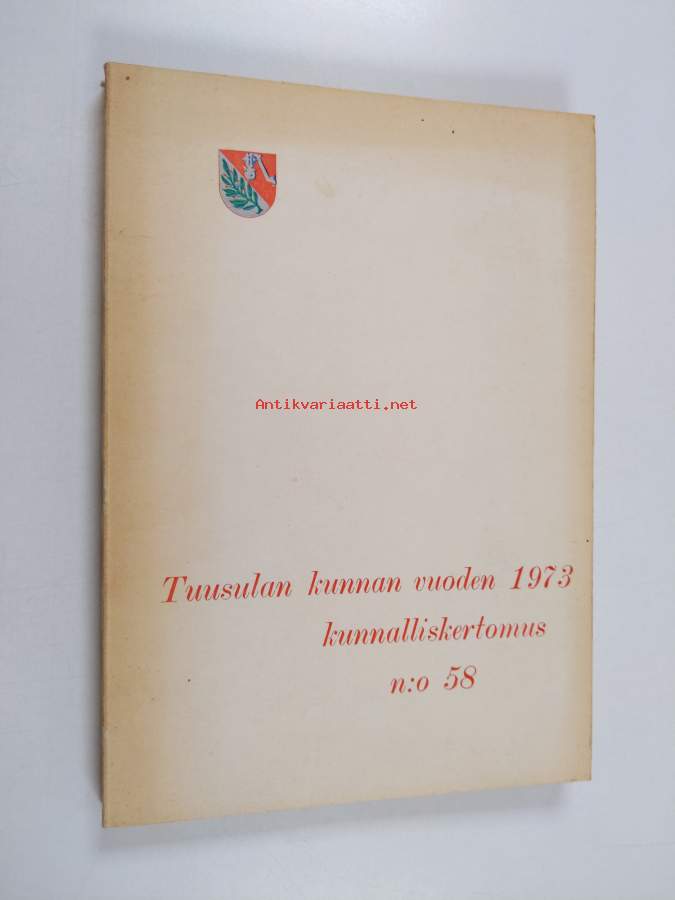 Antikvariaatti.net
Tuusulan kunnan vuoden 1973
kunnalliskertomus
n:o 58